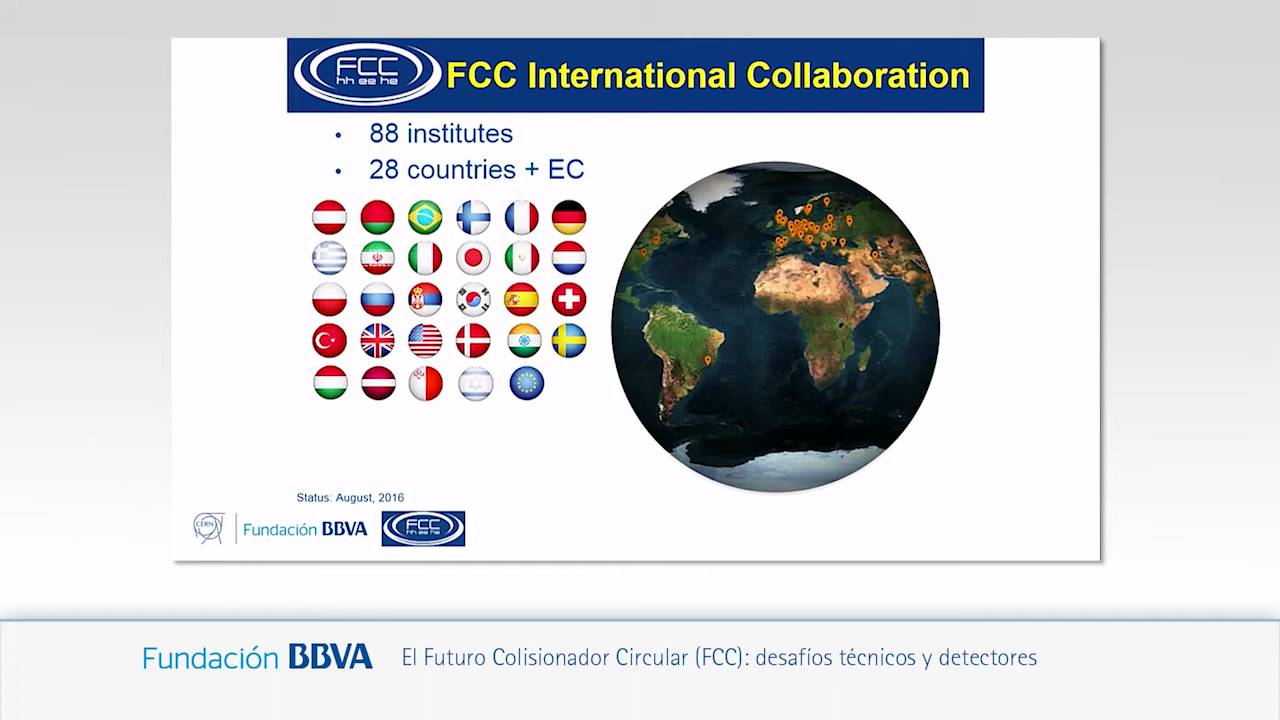 FCC
hh ee he
FCC International Collaboration
• 88 institutes
• 28 countries + EC
Status: August, 2016
CERN
Fundación BBVA
FCC
hh ee he
Fundación BBVA
El Futuro Colisionador Circular (FCC): desafíos técnicos y detectores